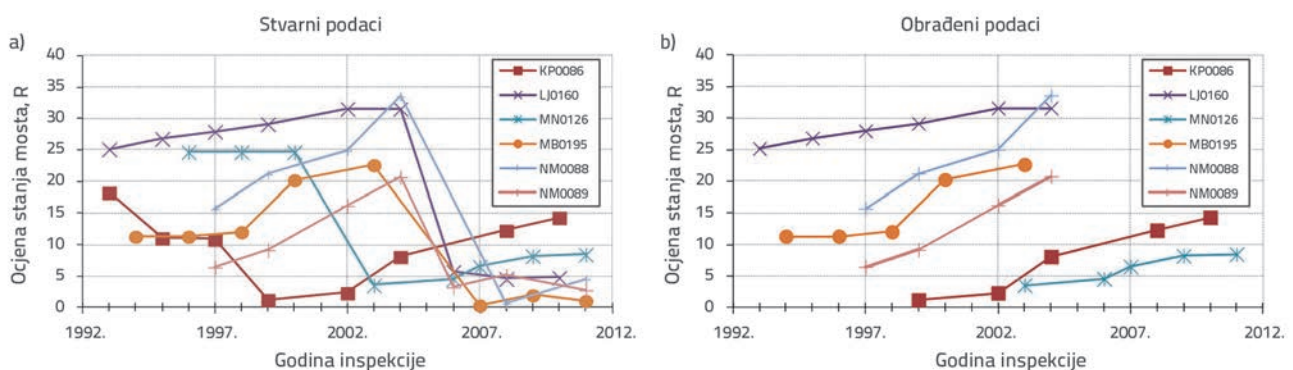 a)
Stvarni podaci
Ocjena stanja mosta, R
40
35
30
25
20
15
10
5
0
1992.
1997.
2002.
2007.
2012.
Godina inspekcije
KP0086
LJ0160
MN0126
MB0195
NM0088
NM0089
b)
Obrađeni podaci
Ocjena stanja mosta, R
40
35
30
25
20
15
10
5
0
1992.
1997.
2002.
2007.
2012.
Godina inspekcije
KP0086
LJ0160
MN0126
MB0195
NM0088
NM0089